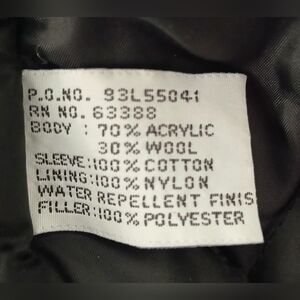 P.O.NO. 93L55041
RN NO. 63388
BODY : 70% ACRYLIC
30% WOOL
SLEEVE:100% COTTON
LINING:100% NYLON
WATER REPELLENT FINIS
FILLER:100% POLYESTER